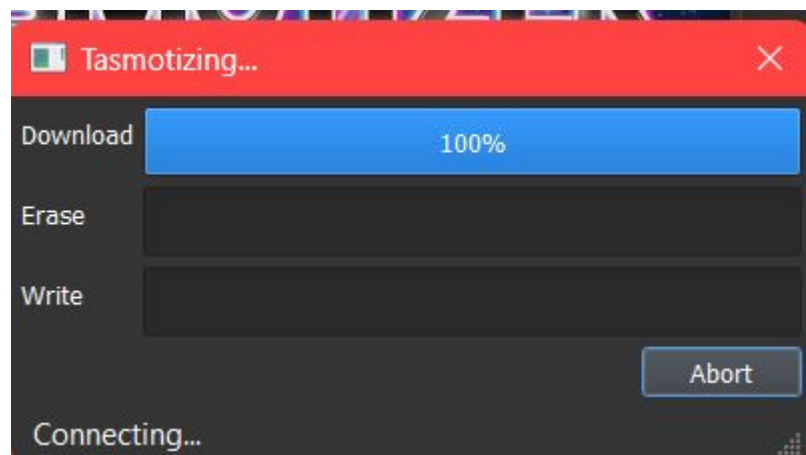 Tasmotizing...
Download 100%
Erase
Write
Abort
Connecting...